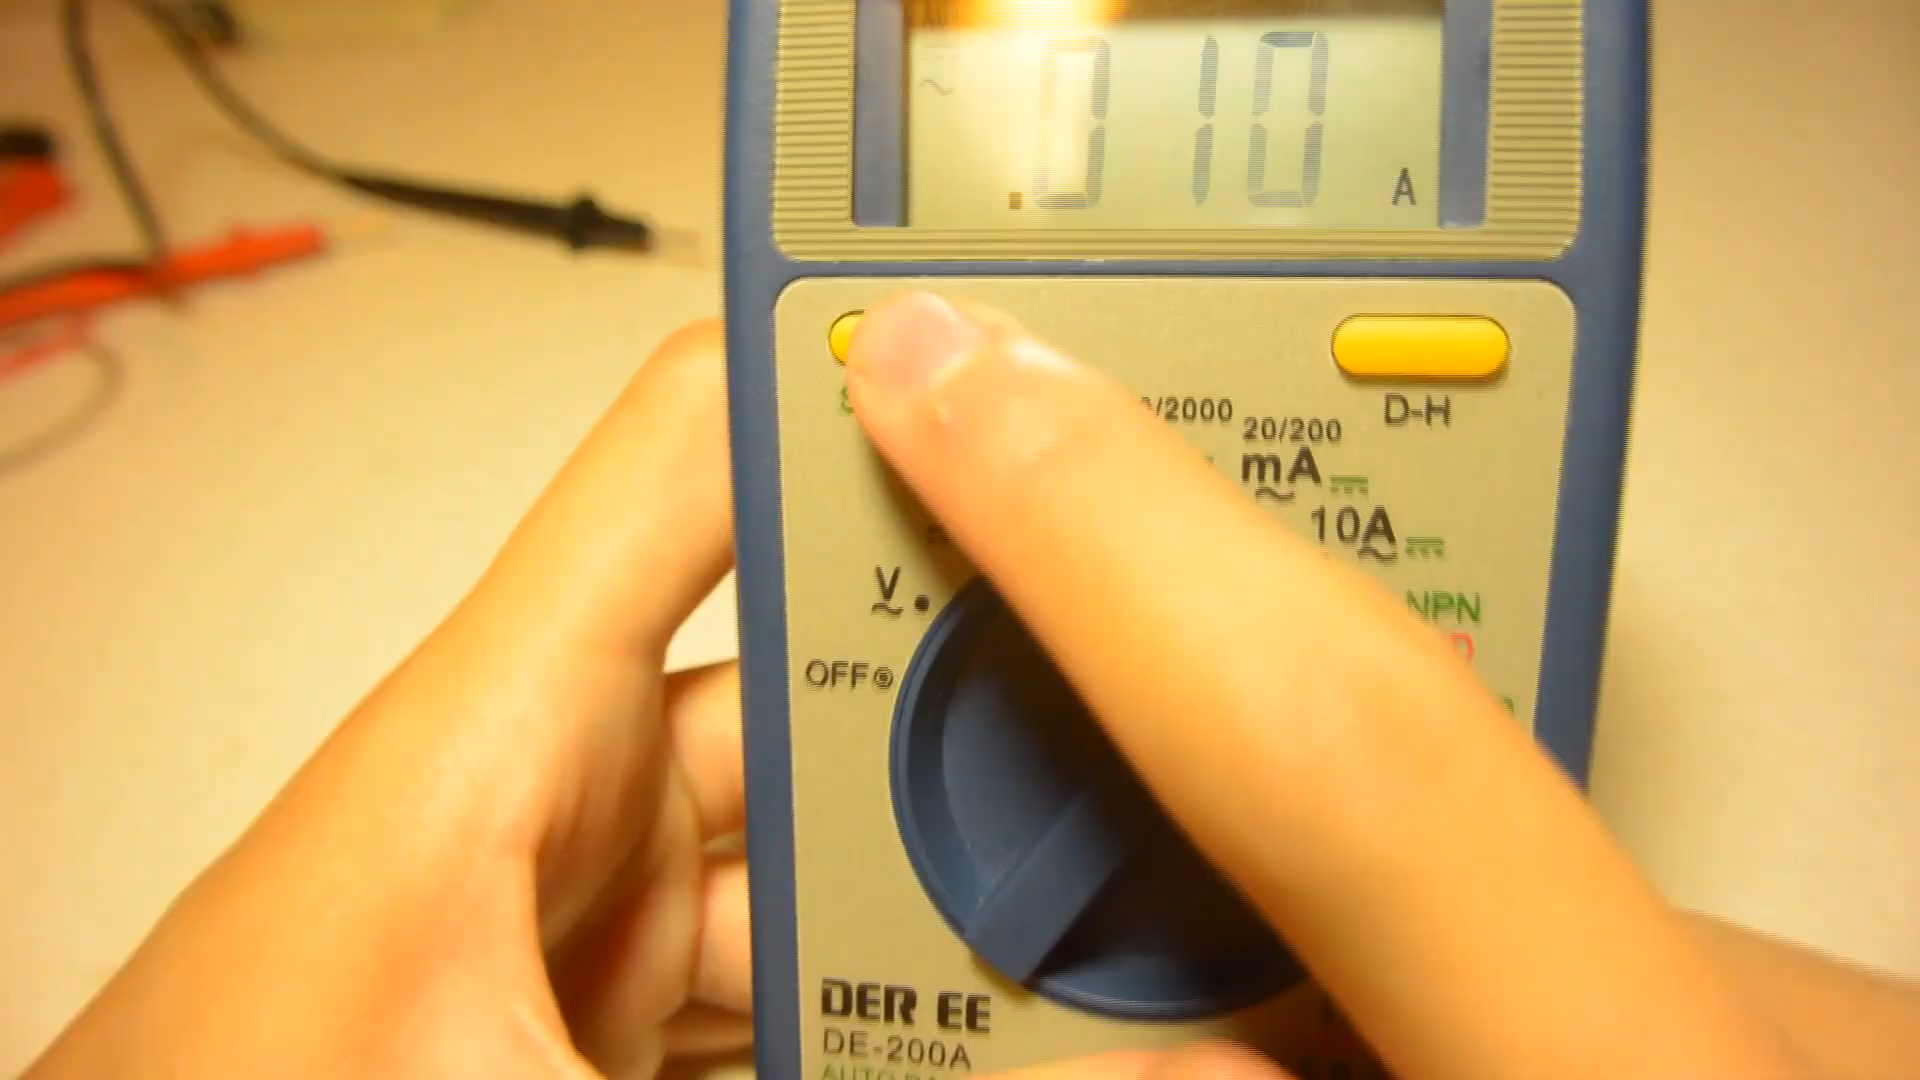 ~
.010
A
D-H
/2000
20/200
mA
10A
V
NPN
OFF
DER EE
DE-200A